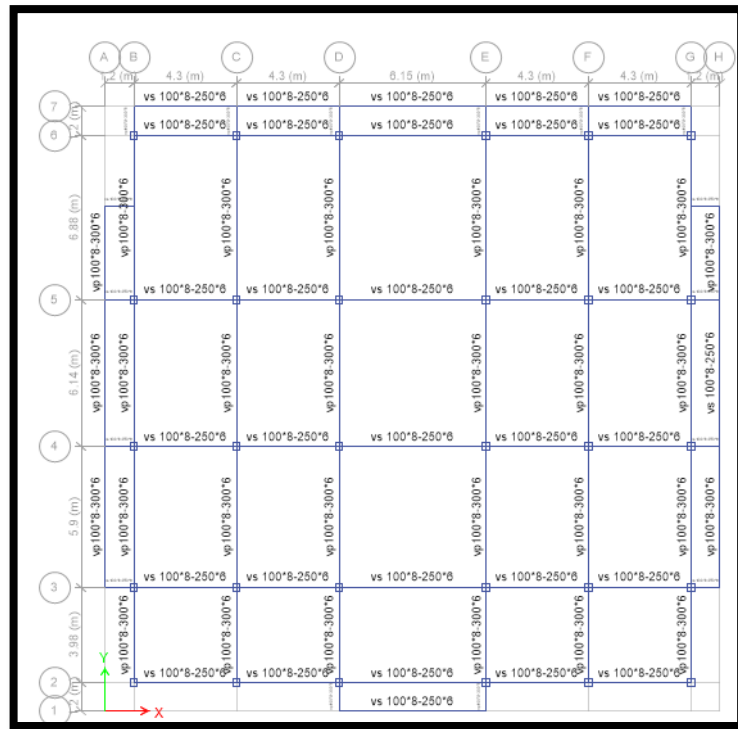 A B C D E F G H
4.3 (m) 4.3 (m) 6.15 (m) 4.3 (m) 4.3 (m)
vs 100*8-250*6 vs 100*8-250*6 vs 100*8-250*6 vs 100*8-250*6 vs 100*8-250*6
7
vs 100*8-250*6 vs 100*8-250*6 vs 100*8-250*6 vs 100*8-250*6 vs 100*8-250*6
6
6.88 (m) vp100*8-300*6 vp100*8-300*6 vp100*8-300*6 vp100*8-300*6 vp100*8-300*6 vp100*8-300*6 vp100*8-300*6 vp100*8-300*6
vs 100*8-250*6 vs 100*8-250*6 vs 100*8-250*6 vs 100*8-250*6 vs 100*8-250*6
5
6.14 (m) vp100*8-300*6 vp100*8-300*6 vp100*8-300*6 vp100*8-300*6 vp100*8-300*6 vp100*8-300*6 vp100*8-300*6 vs 100*8-250*6
vs 100*8-250*6 vs 100*8-250*6 vs 100*8-250*6 vs 100*8-250*6 vs 100*8-250*6
4
5.9 (m) vp100*8-300*6 vp100*8-300*6 vp100*8-300*6 vp100*8-300*6 vp100*8-300*6 vp100*8-300*6 vp100*8-300*6 vp100*8-300*6
vs 100*8-250*6 vs 100*8-250*6 vs 100*8-250*6 vs 100*8-250*6 vs 100*8-250*6
3
3.98 (m) vp100*8-300*6 vp100*8-300*6 vp100*8-300*6 vp100*8-300*6 vp100*8-300*6 vp100*8-300*6
Y
vs 100*8-250*6 vs 100*8-250*6 vs 100*8-250*6 vs 100*8-250*6 vs 100*8-250*6
2
vs 100*8-250*6
1 X